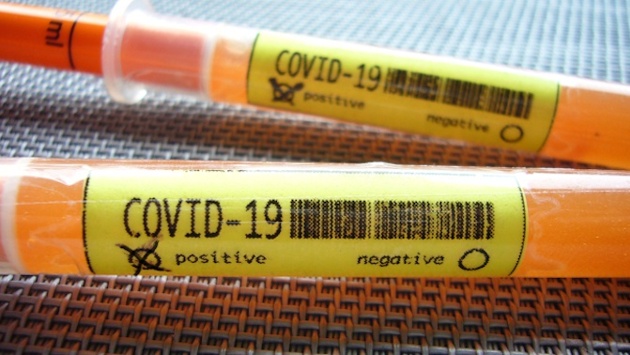 ml
COVID-19
positive
negative
COVID-19
positive negative